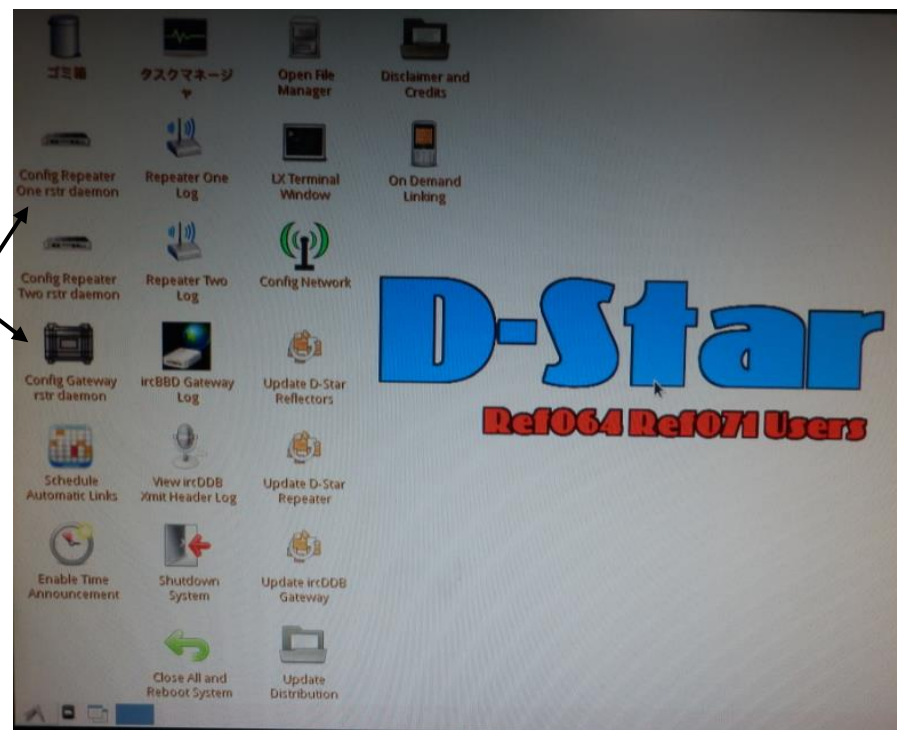 ゴミ箱
タスクマネージ
ャ
Open File
Manager
Disclaimer and
Credits
Config Repeater
One rstr daemon
Repeater One
Log
LX Terminal
Window
On Demand
Linking
Config Repeater
Two rstr daemon
Repeater Two
Log
Config Network
Config Gateway
rstr daemon
ircBBD Gateway
Log
Update D-Star
Reflectors
Schedule
Automatic Links
View ircDDB
Xmit Header Log
Update D-Star
Repeater
Enable Time
Announcement
Shutdown
System
Update ircDDB
Gateway
Close All and
Reboot System
Update
Distribution
D-Star
Ref064 Ref071 Users